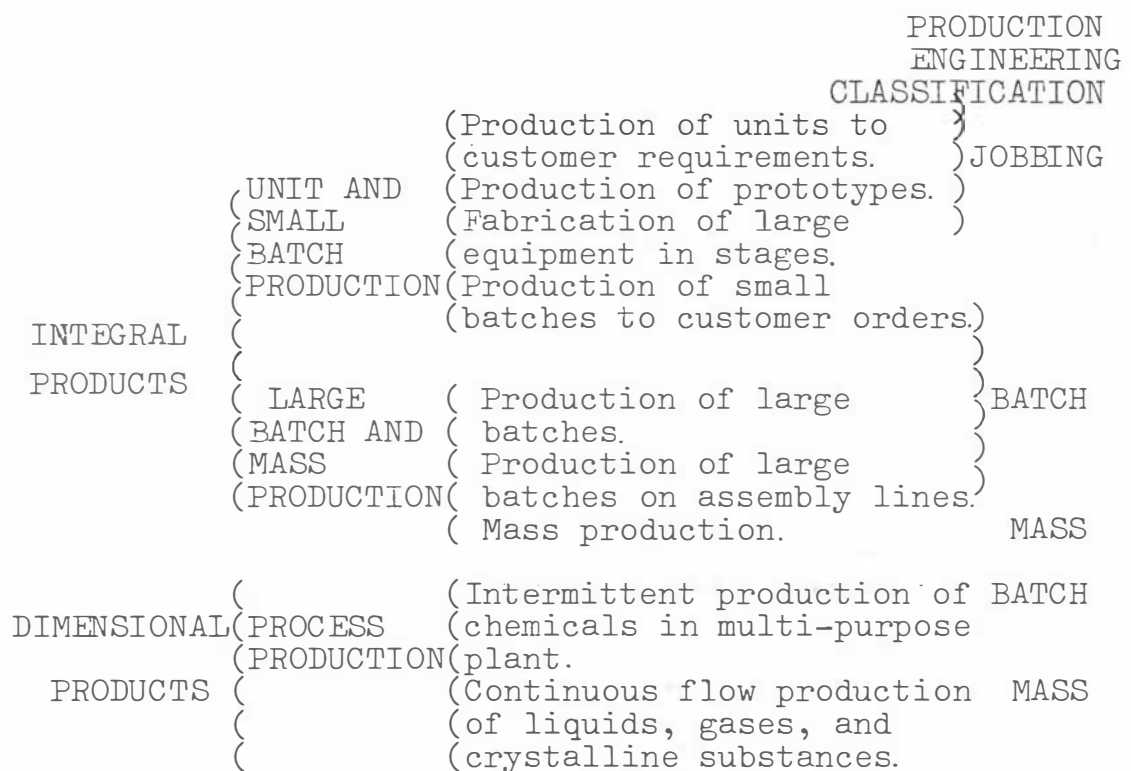 PRODUCTION
ENGINEERING
CLASSIFICATION
(Production of units to )
(customer requirements. )JOBBING
(UNIT AND (Production of prototypes. )
(SMALL (Fabrication of large )
(BATCH (equipment in stages.
(PRODUCTION(Production of small
( (batches to customer orders.)
INTEGRAL (
( )
PRODUCTS
( LARGE ( Production of large )BATCH
(BATCH AND ( batches. )
(MASS ( Production of large )
(PRODUCTION( batches on assembly lines.)
( Mass production. MASS
( (Intermittent production of BATCH
DIMENSIONAL(PROCESS (chemicals in multi-purpose
(PRODUCTION(plant.
PRODUCTS ( (Continuous flow production MASS
( (of liquids, gases, and
( (crystalline substances.